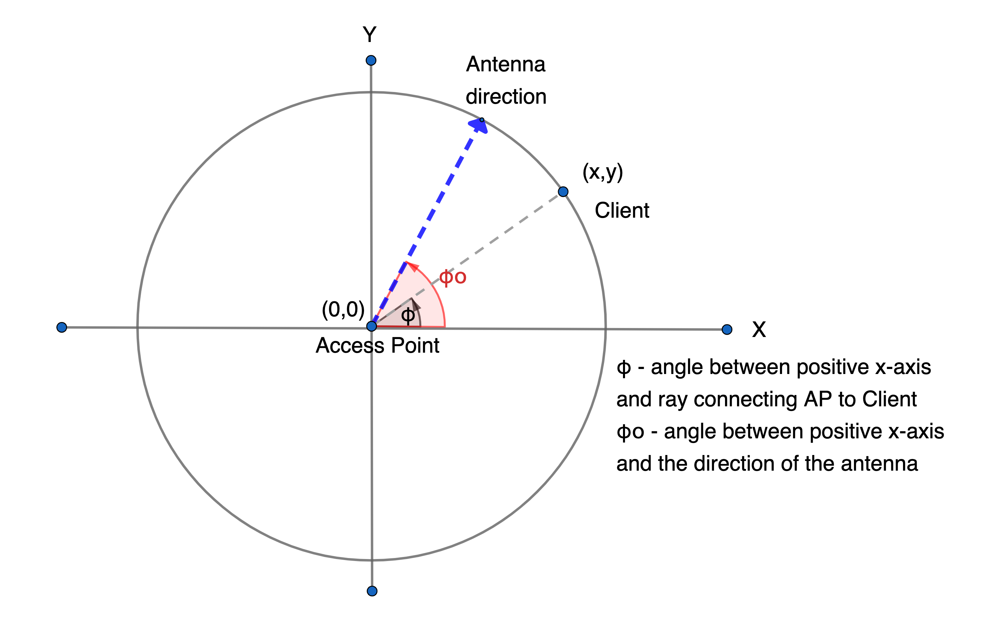 Y
Antenna
direction
(x,y)
Client
ϕo
(0,0)
ϕ
X
Access Point
ϕ - angle between positive x-axis
and ray connecting AP to Client
ϕo - angle between positive x-axis
and the direction of the antenna